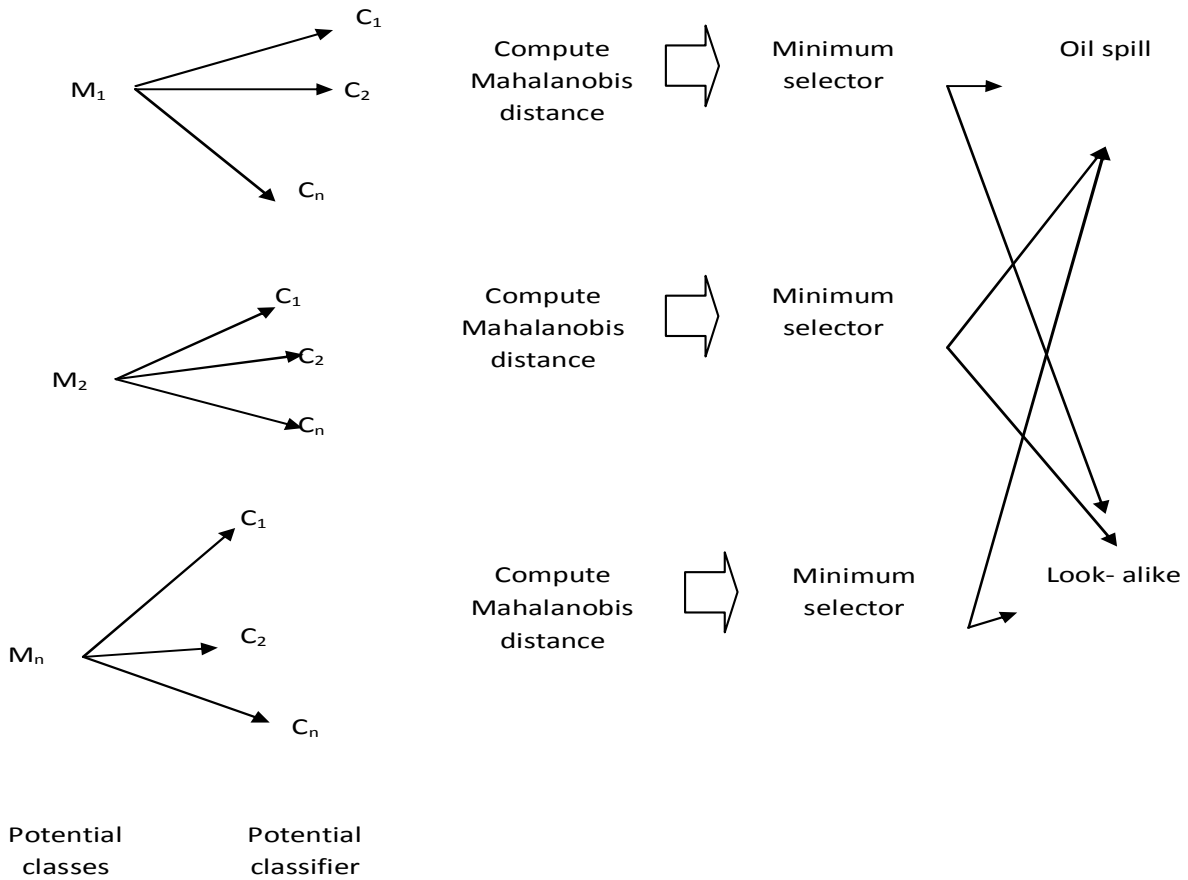 C₁
M₁
C₂
Cₙ
Compute
Mahalanobis
distance
Minimum
selector
Oil spill
C₁
M₂
C₂
Cₙ
Compute
Mahalanobis
distance
Minimum
selector
C₁
Mₙ
C₂
Cₙ
Compute
Mahalanobis
distance
Minimum
selector
Look- alike
Potential
classes
Potential
classifier